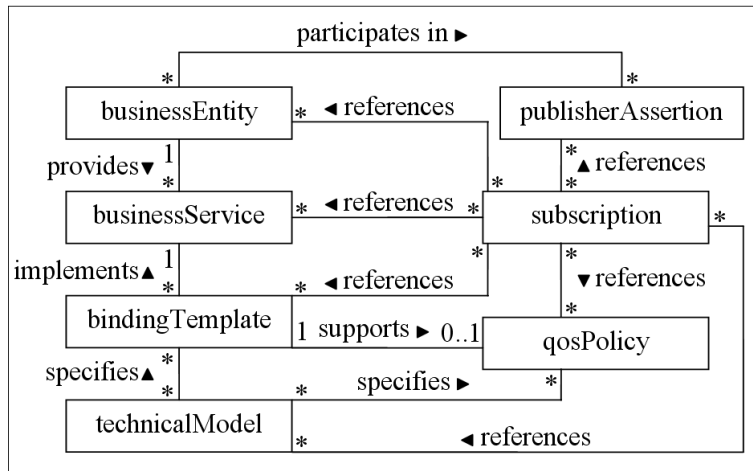 participates in ►
* *
businessEntity * ◄ references publisherAssertion
provides▼ 1 * ▲ references
* * *
businessService * ◄ references * subscription *
implements▲ 1 * *
* * ◄ references ▼ references
bindingTemplate *
1 supports ► 0..1 qosPolicy
specifies▲ * *
* * specifies ►
technicalModel * ◄ references